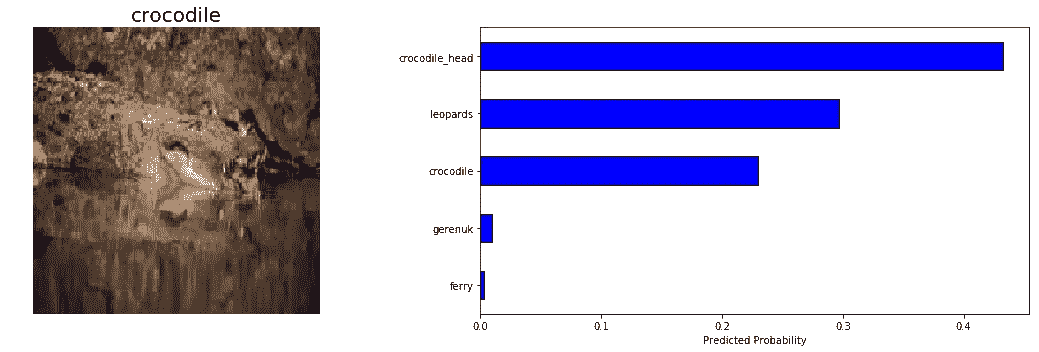 crocodile
crocodile_head
leopards
crocodile
gerenuk
ferry
0.0 0.1 0.2 0.3 0.4
Predicted Probability